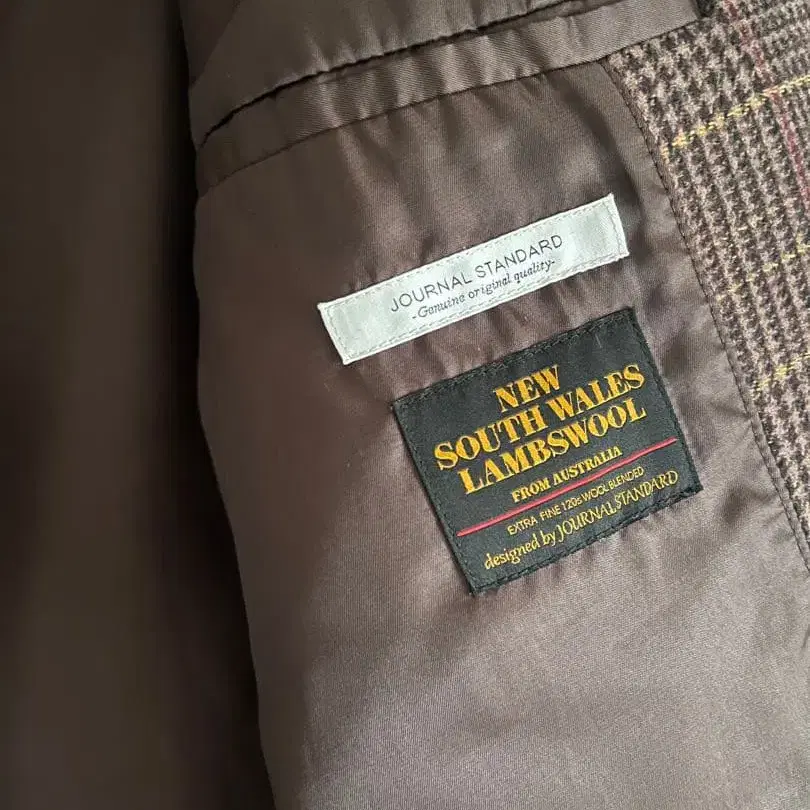 JOURNAL STANDARD
-Genuine original quality-
NEW
SOUTH WALES
LAMBSWOOL
FROM AUSTRALIA
EXTRA FINE 120s WOOL BLENDED
designed by JOURNAL STANDARD